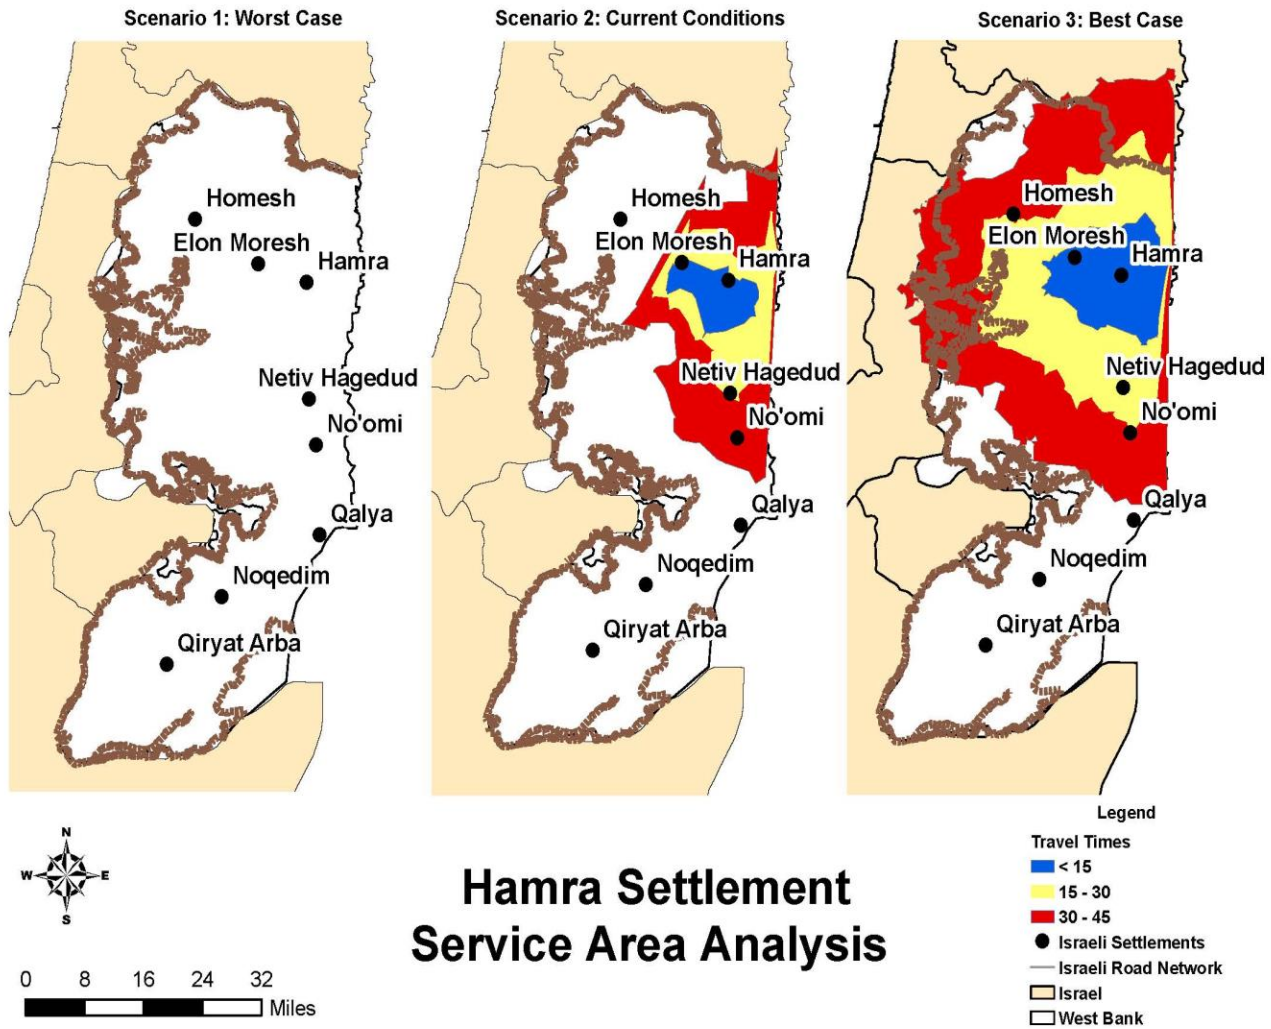 Scenario 1: Worst Case
Scenario 2: Current Conditions
Scenario 3: Best Case
Homesh
Elon Moresh
Hamra
Netiv Hagedud
No'omi
Qalya
Noqedim
Qiryat Arba
Homesh
Elon Moresh
Hamra
Netiv Hagedud
No'omi
Qalya
Noqedim
Qiryat Arba
Homesh
Elon Moresh
Hamra
Netiv Hagedud
No'omi
Qalya
Noqedim
Qiryat Arba
N
W E
S
0 8 16 24 32
Miles
Hamra Settlement
Service Area Analysis
Legend
Travel Times
< 15
15 - 30
30 - 45
Israeli Settlements
Israeli Road Network
Israel
West Bank